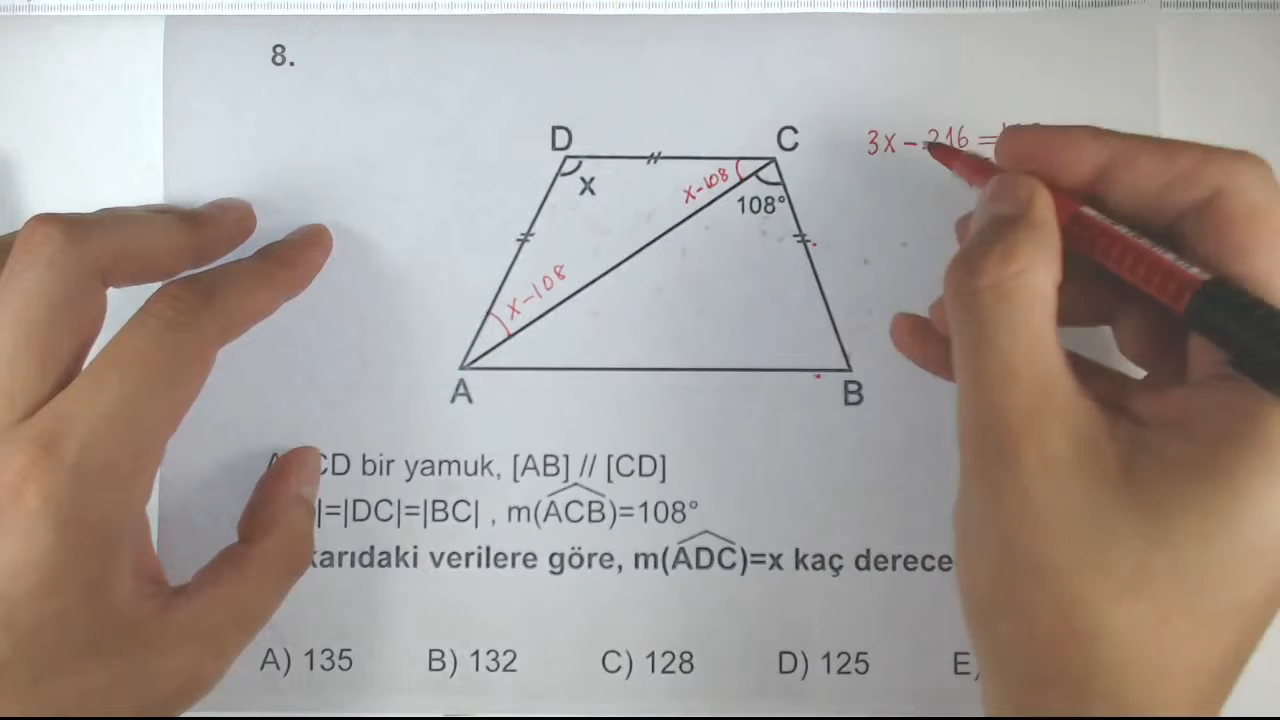 8.
D
C
3x-216=
x
x-108
108°
x-108
A
B
CD bir yamuk, [AB] // [CD]
|=|DC|=|BC| , m(ACB)=108°
verilere göre, m(ADC)=x kaç derece
A) 135 B) 132 C) 128 D) 125 E)